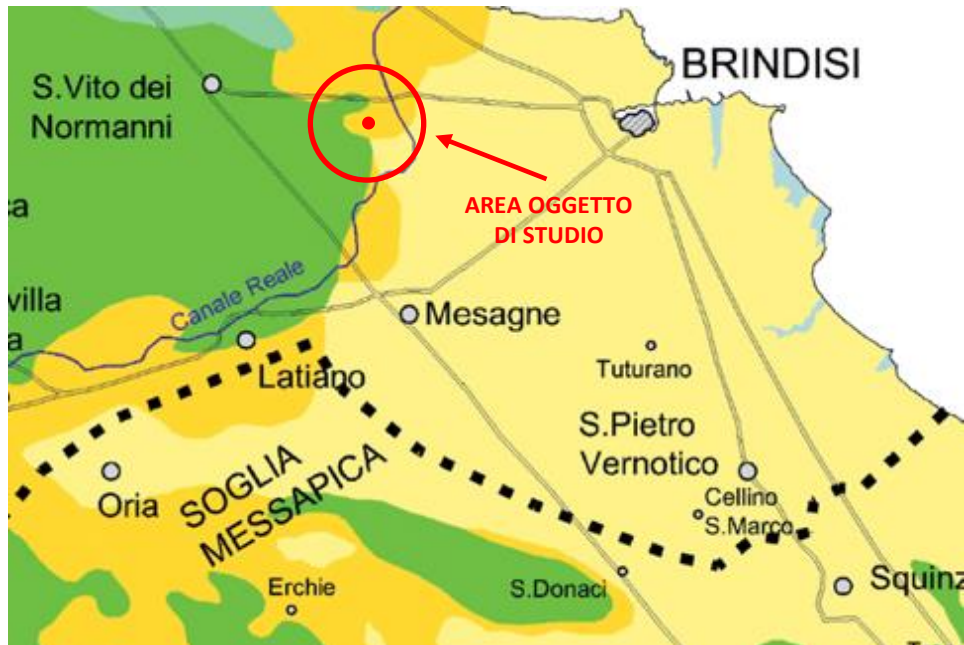 BRINDISI
S.Vito dei
Normanni
AREA OGGETTO
DI STUDIO
ca
villa
a
Canale Reale
Mesagne
Latiano
Tuturano
S.Pietro
Vernotico
Oria
SOGLIA
MESSAPICA
Cellino
S.Marco
Erchie
S.Donaci
Squinz